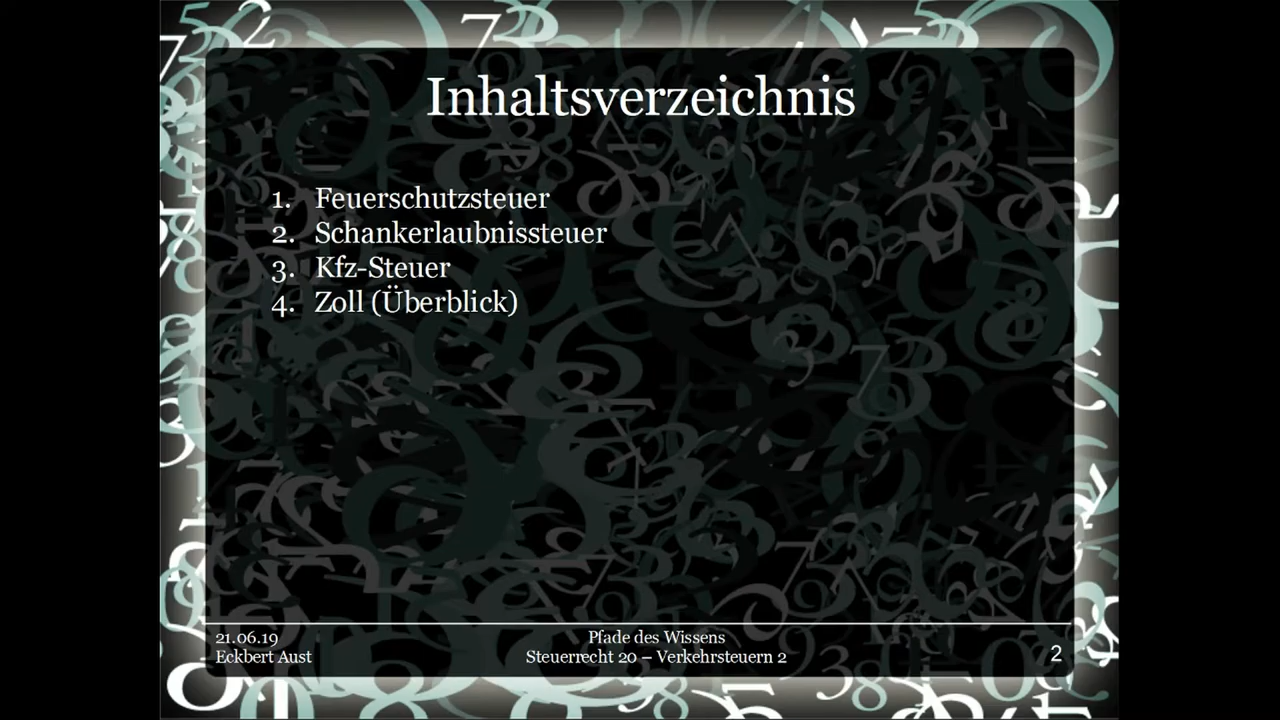 Inhaltsverzeichnis
1. Feuerschutzsteuer
2. Schankerlaubnissteuer
3. Kfz-Steuer
4. Zoll (Überblick)
21.06.19
Eckbert Aust
Pfade des Wissens
Steuerrecht 20 – Verkehrsteuern 2
2